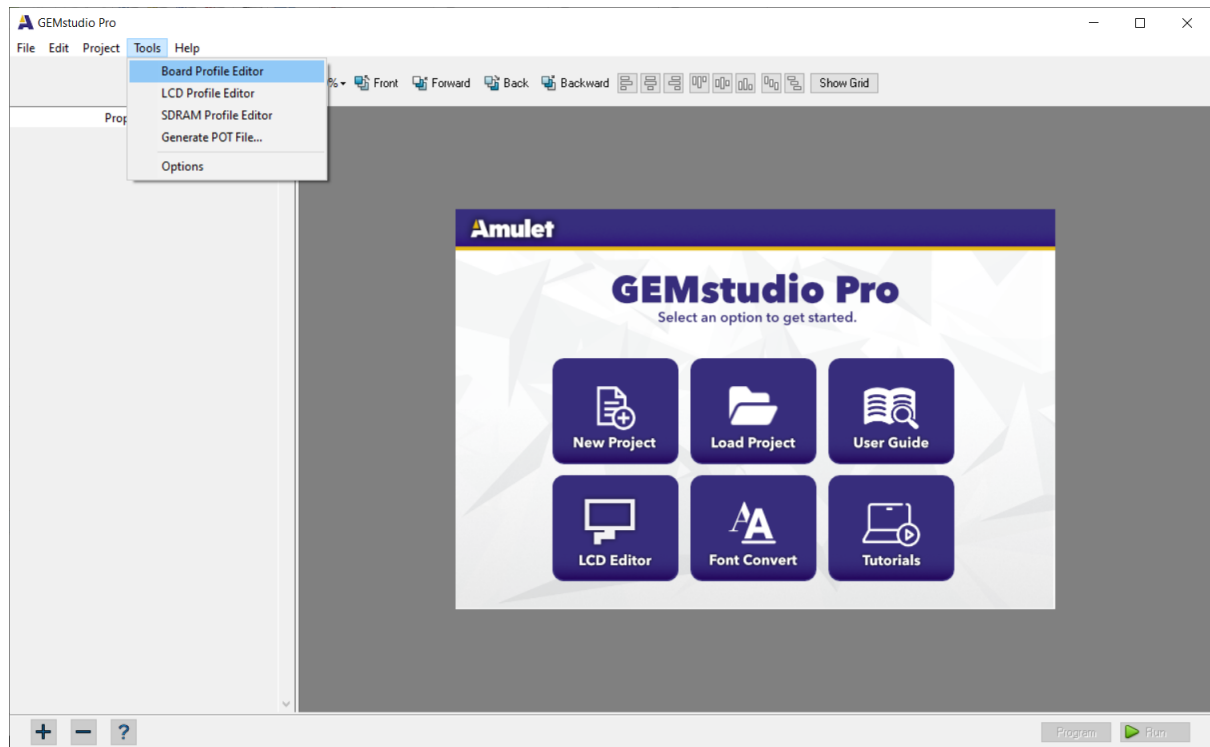 GEMstudio Pro
File Edit Project Tools Help
Board Profile Editor
LCD Profile Editor
SDRAM Profile Editor
Generate POT File...
Options
% Front Forward Back Backward Show Grid
Amulet
GEMstudio Pro
Select an option to get started.
New Project Load Project User Guide
LCD Editor Font Convert Tutorials
Program Run